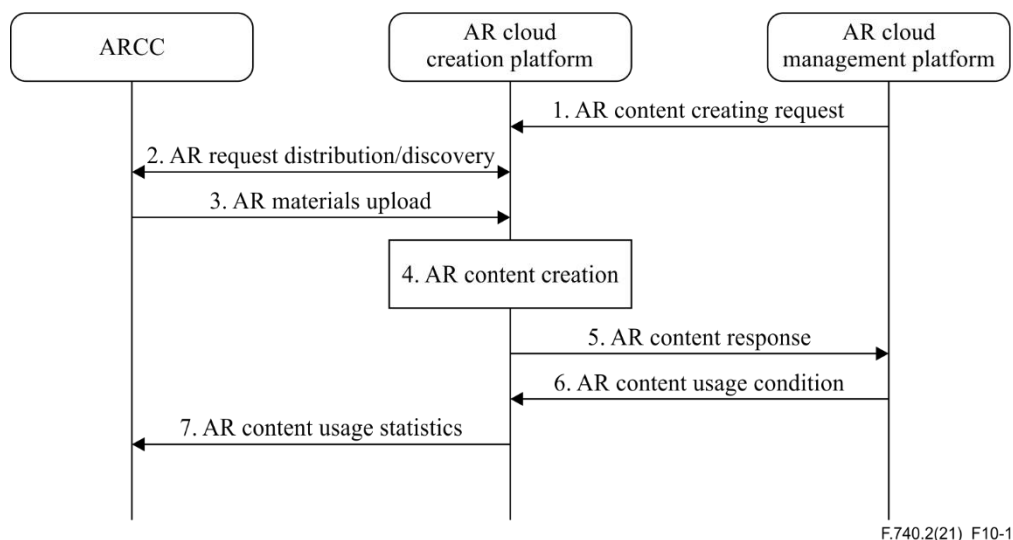 ARCC
AR cloud
creation platform
AR cloud
management platform
1. AR content creating request
2. AR request distribution/discovery
3. AR materials upload
4. AR content creation
5. AR content response
6. AR content usage condition
7. AR content usage statistics
F.740.2(21)_F10-1